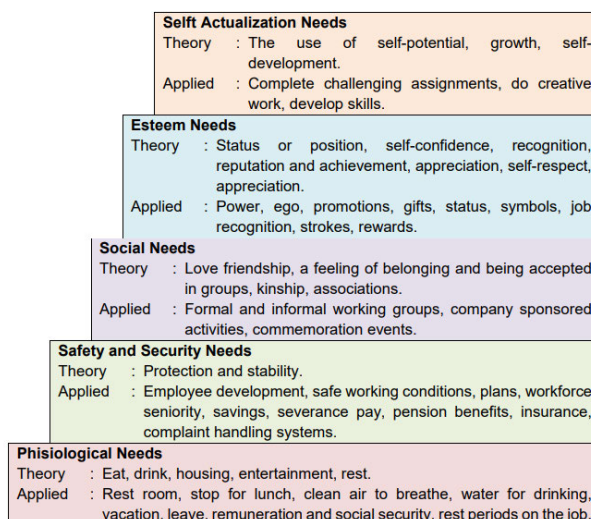 Selft Actualization Needs
Theory : The use of self-potential, growth, self-
development.
Applied : Complete challenging assignments, do creative
work, develop skills.
Esteem Needs
Theory : Status or position, self-confidence, recognition,
reputation and achievement, appreciation, self-respect,
appreciation.
Applied : Power, ego, promotions, gifts, status, symbols, job
recognition, strokes, rewards.
Social Needs
Theory : Love friendship, a feeling of belonging and being accepted
in groups, kinship, associations.
Applied : Formal and informal working groups, company sponsored
activities, commemoration events.
Safety and Security Needs
Theory : Protection and stability.
Applied : Employee development, safe working conditions, plans, workforce
seniority, savings, severance pay, pension benefits, insurance,
complaint handling systems.
Phisiological Needs
Theory : Eat, drink, housing, entertainment, rest.
Applied : Rest room, stop for lunch, clean air to breathe, water for drinking,
vacation, leave, remuneration and social security, rest periods on the job.